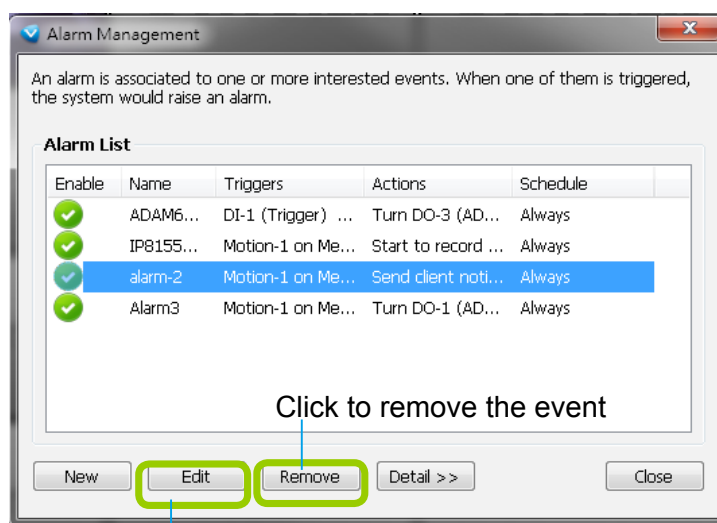 Alarm Management
An alarm is associated to one or more interested events. When one of them is triggered,
the system would raise an alarm.
Alarm List
Enable Name Triggers Actions Schedule
ADAM6... DI-1 (Trigger) ... Turn DO-3 (AD... Always
IP8155... Motion-1 on Me... Start to record ... Always
alarm-2 Motion-1 on Me... Send client noti... Always
Alarm3 Motion-1 on Me... Turn DO-1 (AD... Always
Click to remove the event
New Edit Remove Detail >> Close